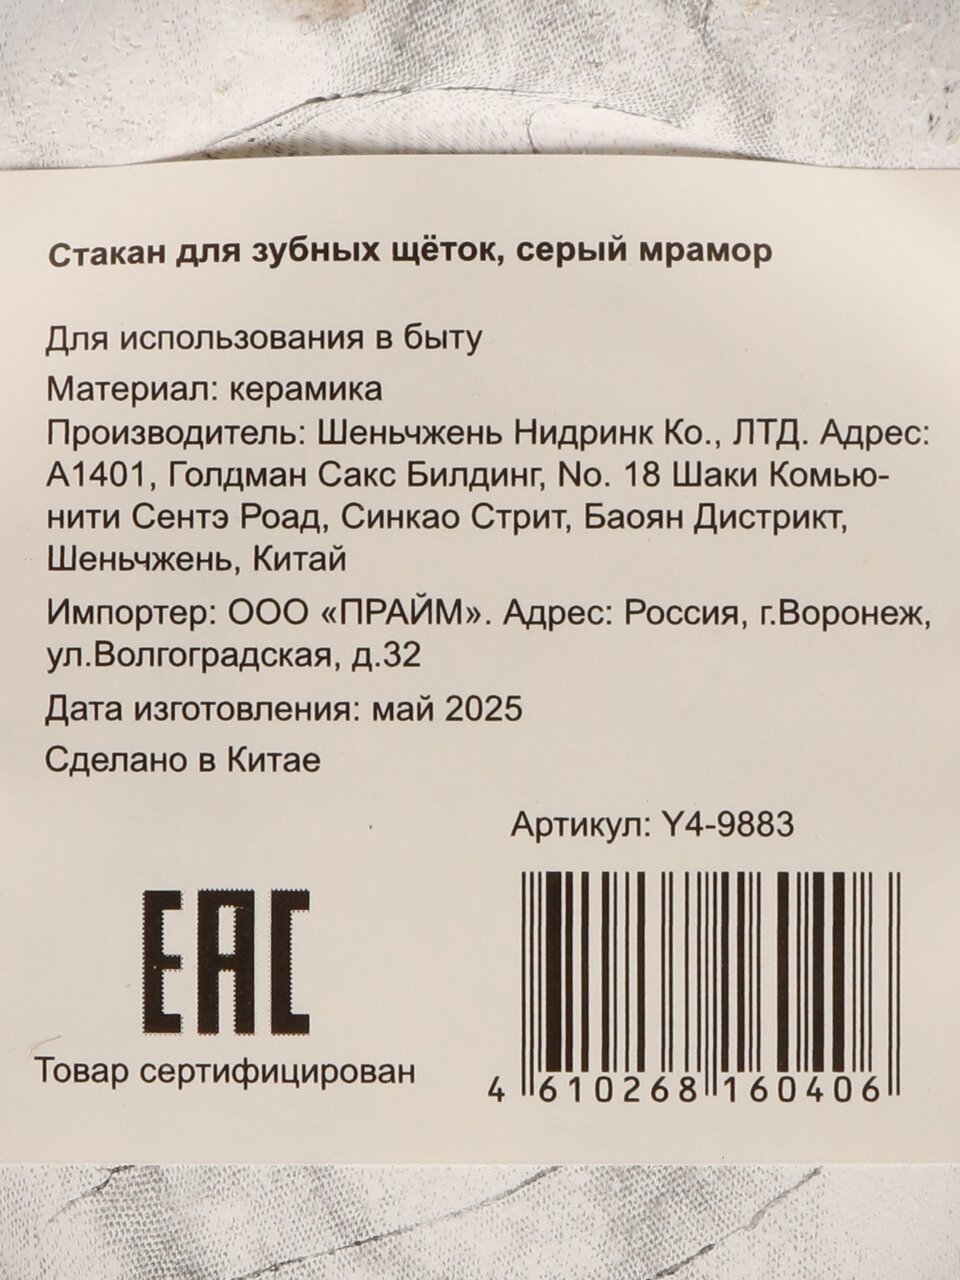 Стакан для зубных щёток, серый мрамор
Для использования в быту
Материал: керамика
Производитель: Шеньчжень Нидринк Ко., ЛТД. Адрес:
А1401, Голдман Сакс Билдинг, No. 18 Шаки Комью-
нити Сентэ Роад, Синкао Стрит, Баоян Дистрикт,
Шеньчжень, Китай
Импортер: ООО «ПРАЙМ». Адрес: Россия, г.Воронеж,
ул.Волгоградская, д.32
Дата изготовления: май 2025
Сделано в Китае
Артикул: Y4-9883
EAC
Товар сертифицирован
4 610268 160406